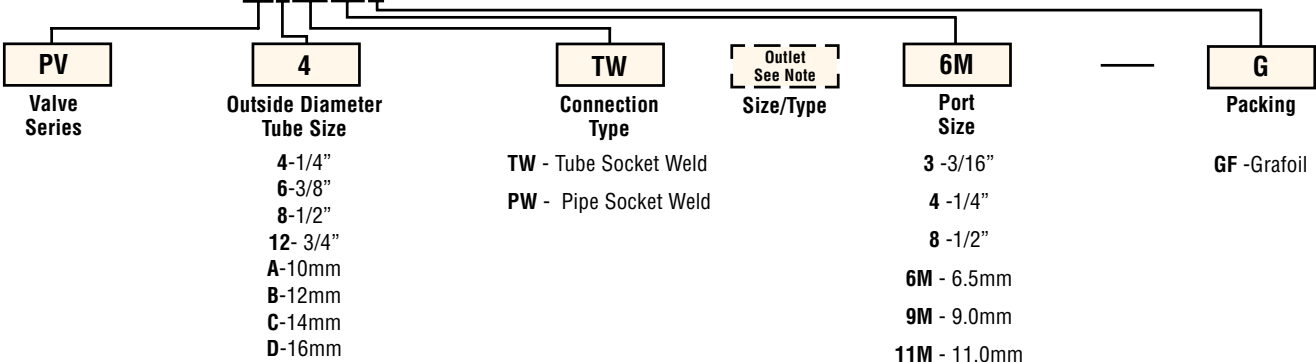 PV
4
TW
Outlet
See Note
6M
G
Valve
Series
Outside Diameter
Tube Size
Connection
Type
Size/Type
Port
Size
Packing
4-1/4”
6-3/8”
8-1/2”
12- 3/4”
A-10mm
B-12mm
C-14mm
D-16mm
TW - Tube Socket Weld
PW - Pipe Socket Weld
3 -3/16”
4 -1/4”
8 -1/2”
6M - 6.5mm
9M - 9.0mm
11M - 11.0mm
GF -Grafoil